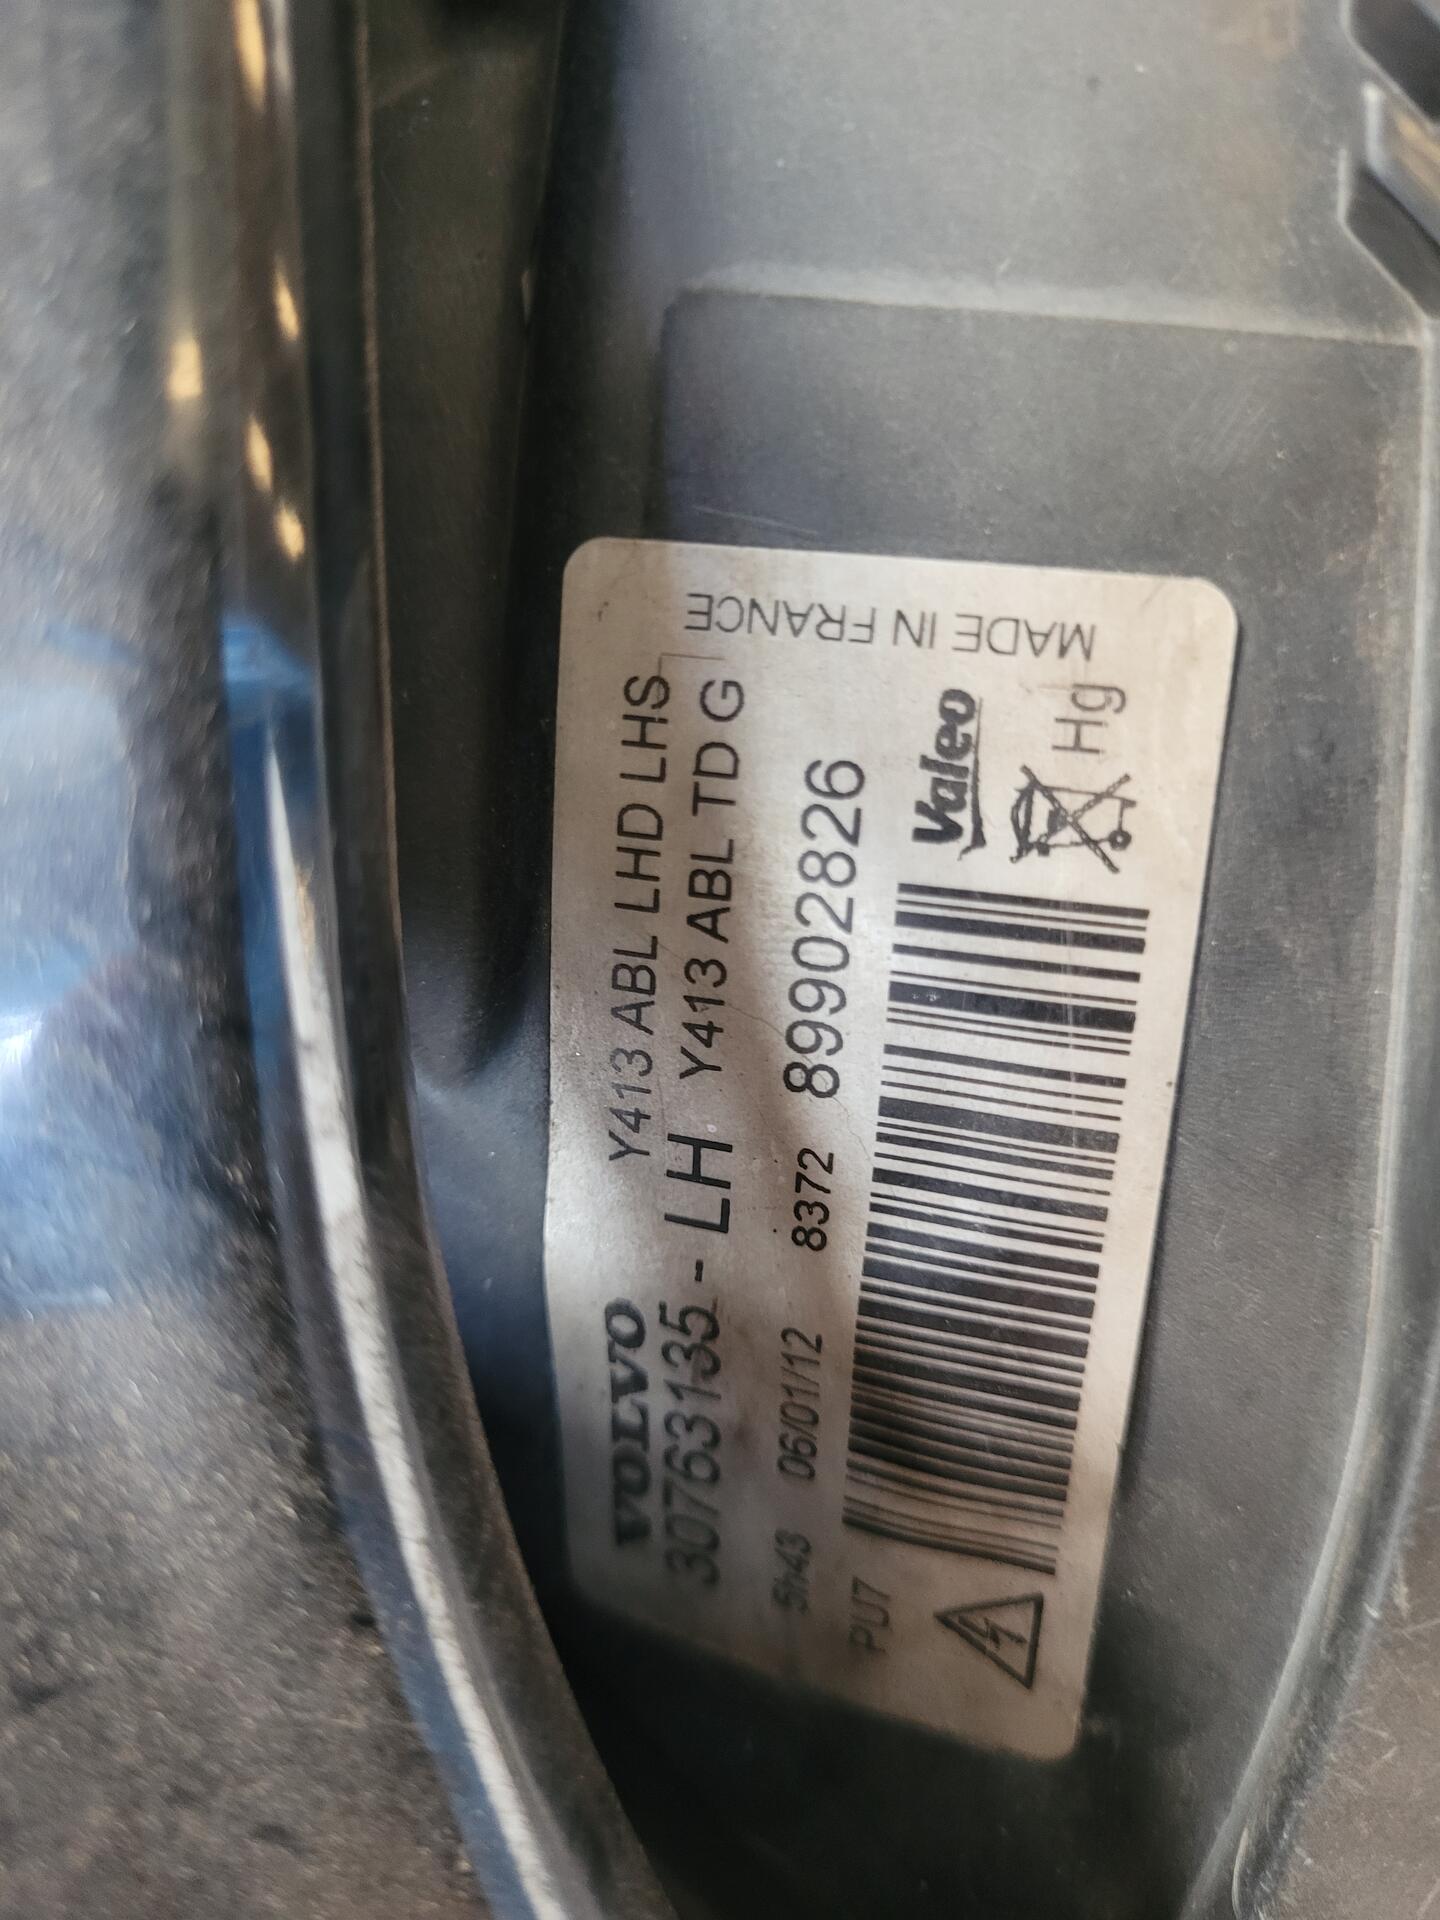 VOLVO Y413 ABL LHD LHS
30763135 - LH Y413 ABL TD G
5h43 06/01/12 8372 89902826
PU7
Valeo
Hg
MADE IN FRANCE